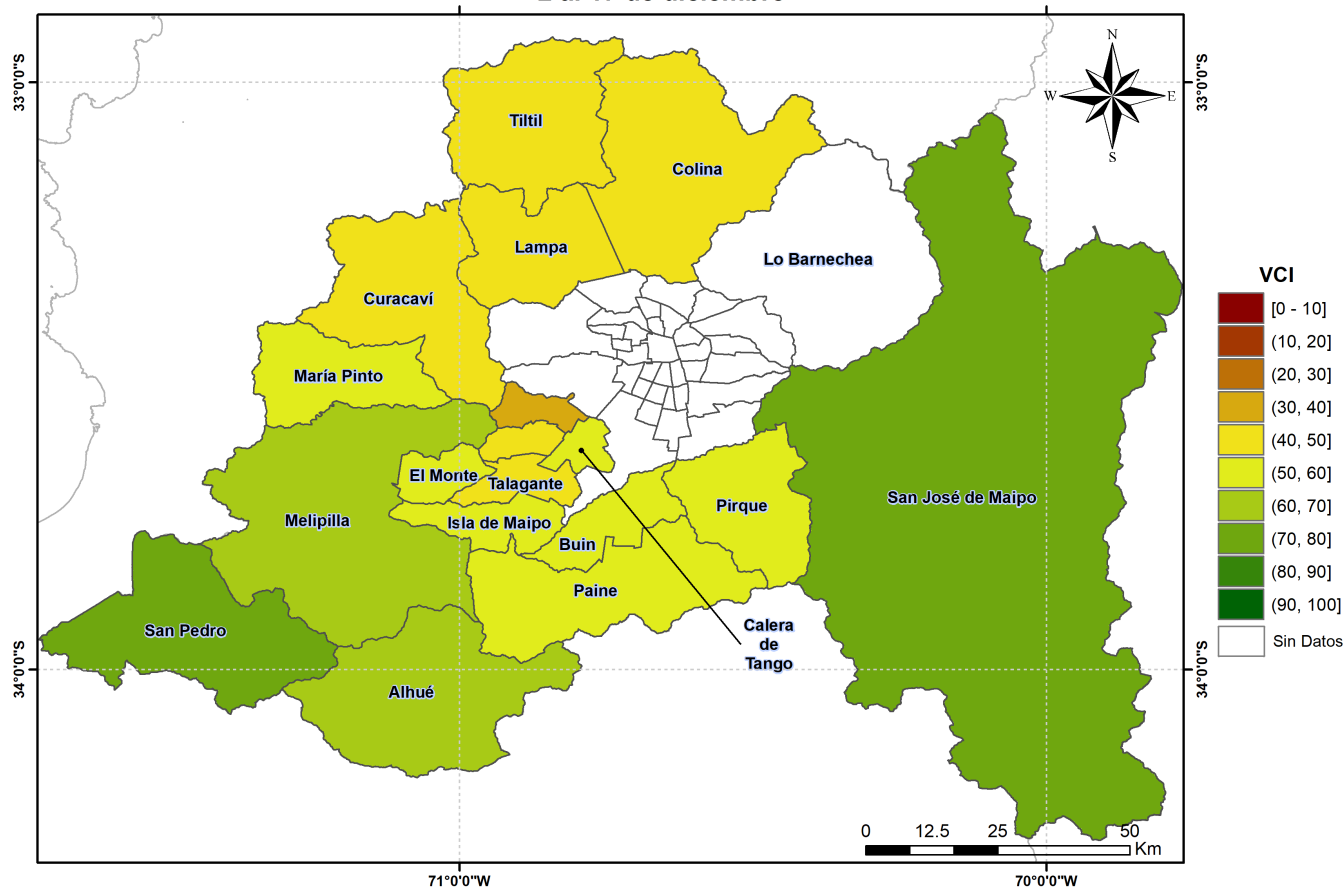 N
W
E
S
33°0'0"S
33°0'0"S
Tiltil
Colina
Lampa
Lo Barnechea
Curacaví
María Pinto
El Monte
Talagante
Isla de Maipo
Melipilla
Buin
Pirque
San José de Maipo
Paine
San Pedro
Calera
de
Tango
Alhué
34°0'0"S
34°0'0"S
VCI
[0 - 10]
(10, 20]
(20, 30]
(30, 40]
(40, 50]
(50, 60]
(60, 70]
(70, 80]
(80, 90]
(90, 100]
Sin Datos
0 12.5 25 50
Km
71°0'0"W
70°0'0"W